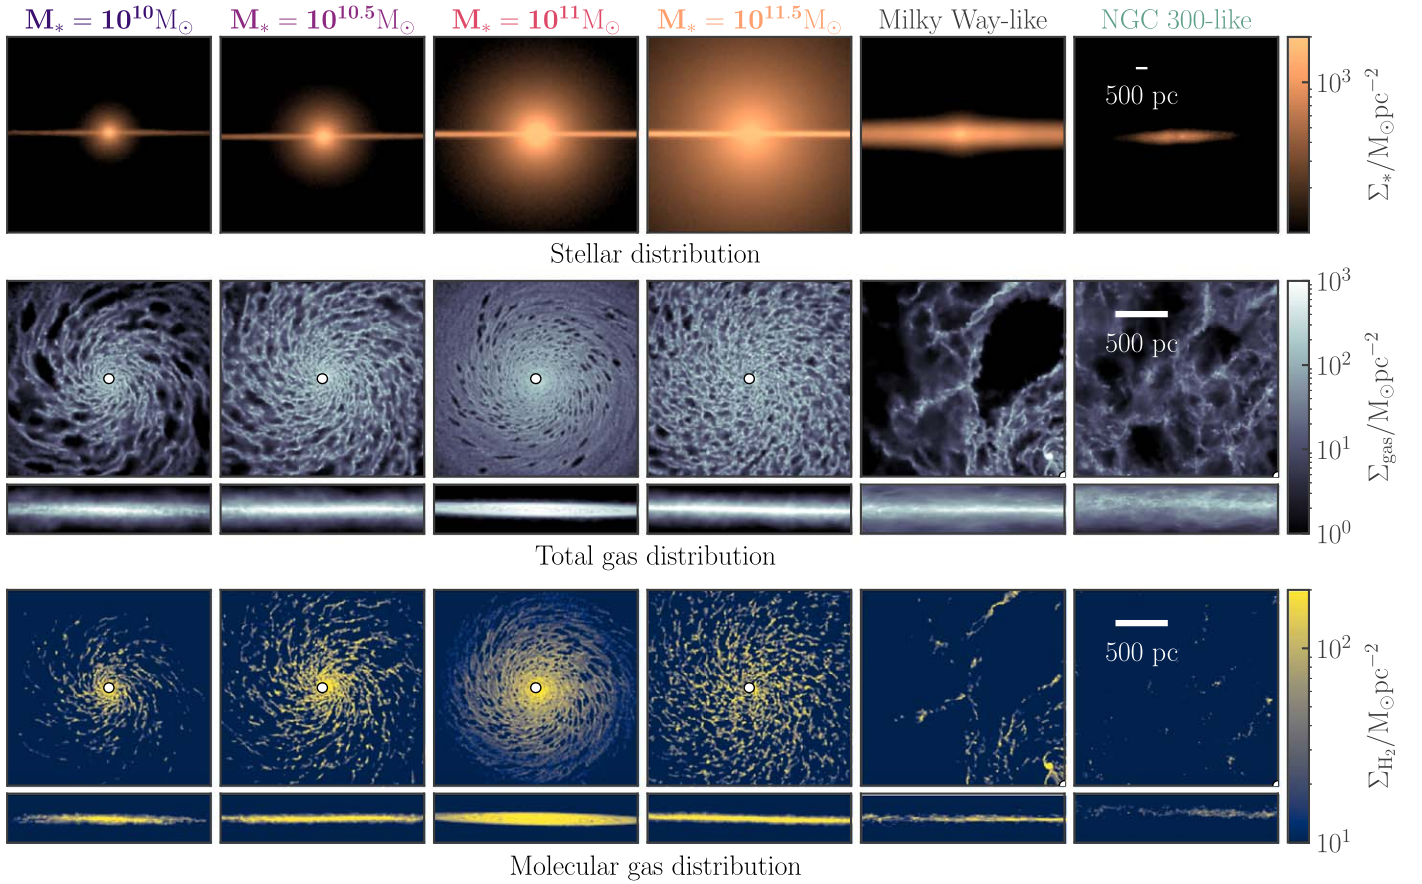 M* = 10^10 M⊙ M* = 10^10.5 M⊙ M* = 10^11 M⊙ M* = 10^11.5 M⊙ Milky Way-like NGC 300-like
500 pc
10^3
Σ*/M⊙pc^−2
Stellar distribution
500 pc
10^3
10^2
10^1
10^0
Σgas/M⊙pc^−2
Total gas distribution
500 pc
10^2
10^1
ΣH2/M⊙pc^−2
Molecular gas distribution